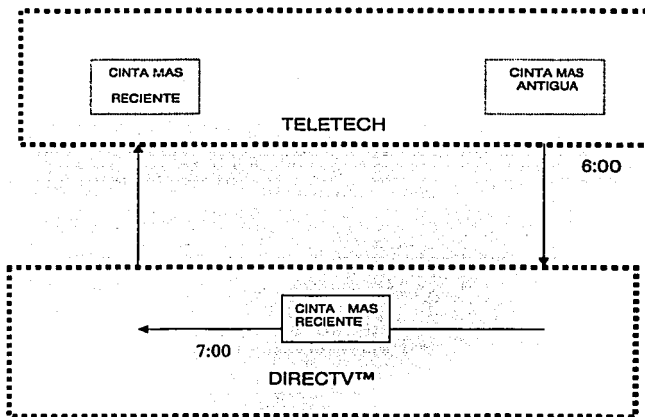 CINTA MAS
RECIENTE
CINTA MAS
ANTIGUA
TELETECH
6:00
CINTA MAS
RECIENTE
7:00
DIRECTV™